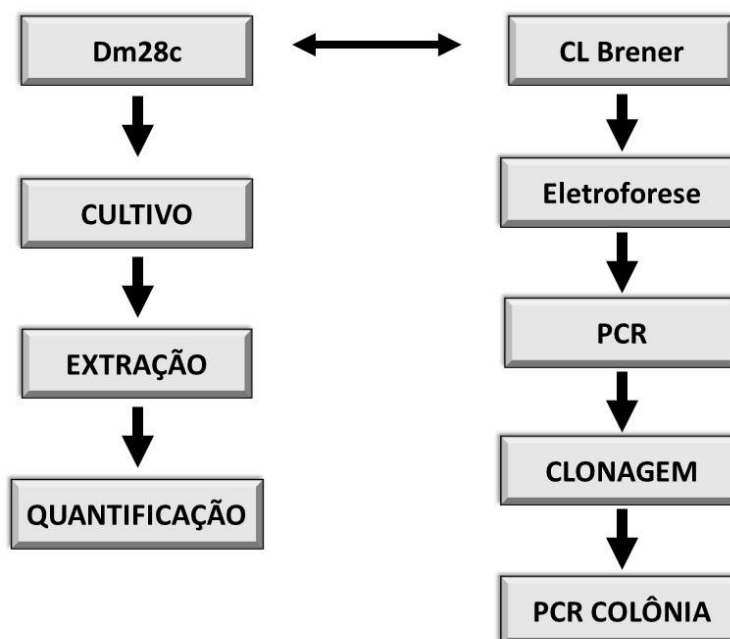 Dm28c
CL Brener
CULTIVO
Eletroforese
EXTRAÇÃO
PCR
QUANTIFICAÇÃO
CLONAGEM
PCR COLÔNIA